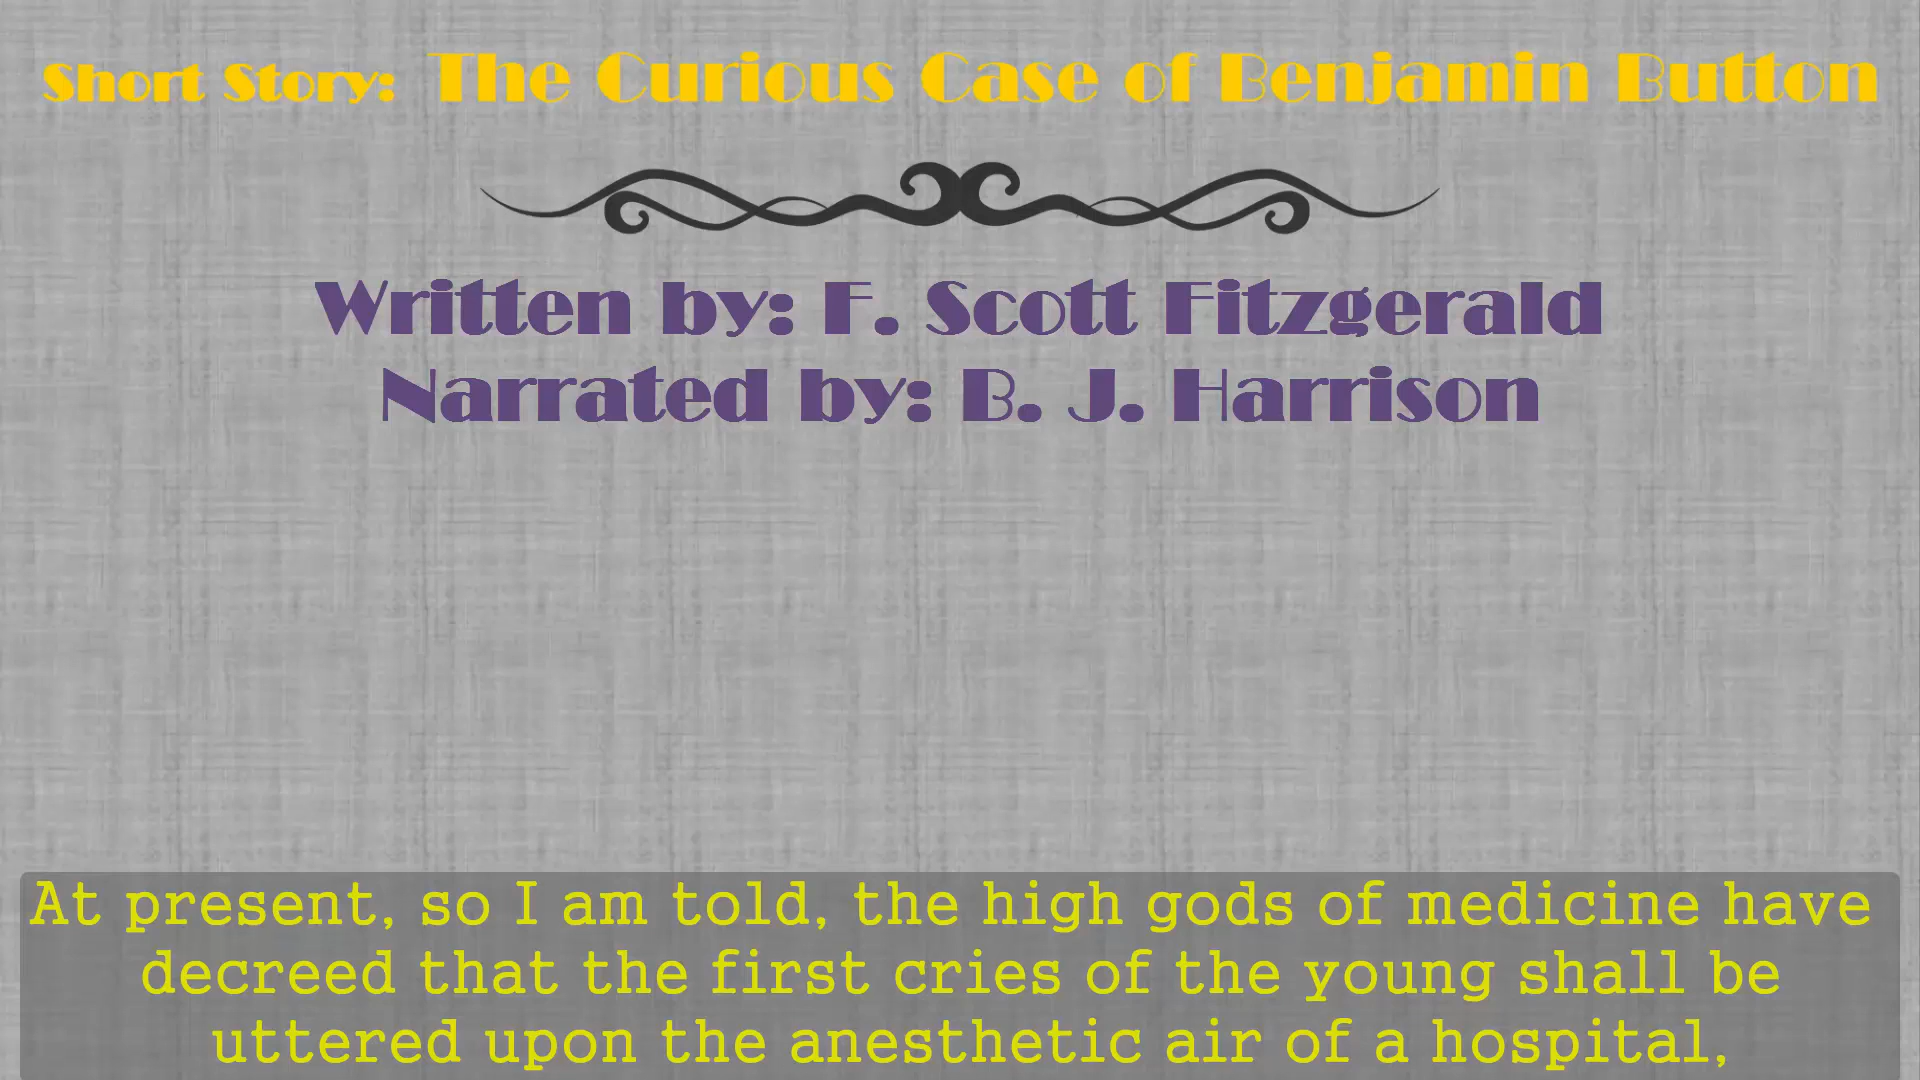 Short Story: The Curious Case of Benjamin Button
Written by: F. Scott Fitzgerald
Narrated by: B. J. Harrison
At present, so I am told, the high gods of medicine have
decreed that the first cries of the young shall be
uttered upon the anesthetic air of a hospital,